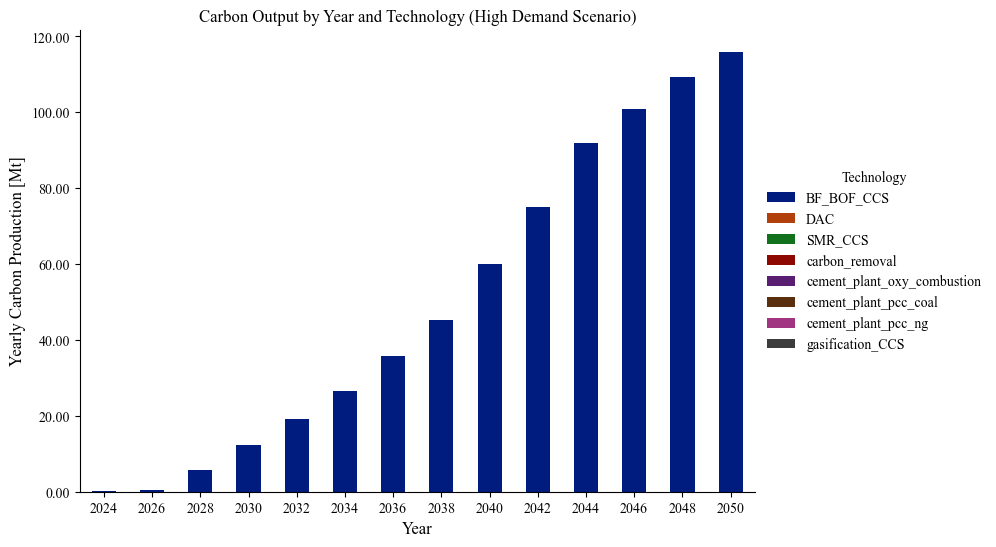 Carbon Output by Year and Technology (High Demand Scenario)
120.00
100.00
80.00
60.00
40.00
20.00
0.00
Yearly Carbon Production [Mt]
2024 2026 2028 2030 2032 2034 2036 2038 2040 2042 2044 2046 2048 2050
Year
Technology
BF_BOF_CCS
DAC
SMR_CCS
carbon_removal
cement_plant_oxy_combustion
cement_plant_pcc_coal
cement_plant_pcc_ng
gasification_CCS